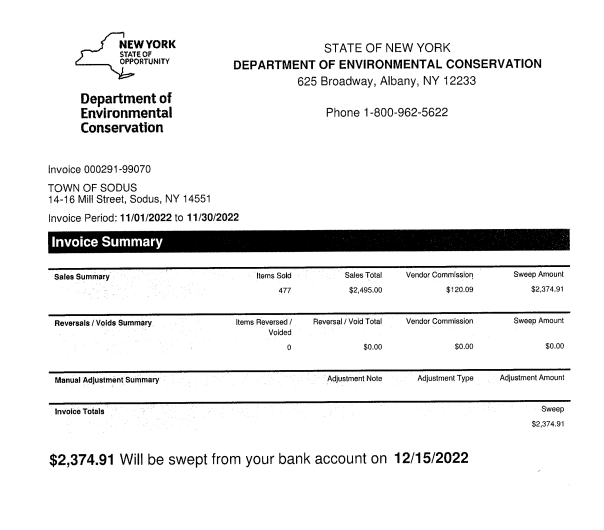 NEW YORK
STATE OF
OPPORTUNITY
Department of
Environmental
Conservation
STATE OF NEW YORK
DEPARTMENT OF ENVIRONMENTAL CONSERVATION
625 Broadway, Albany, NY 12233
Phone 1-800-962-5622
Invoice 000291-99070
TOWN OF SODUS
14-16 Mill Street, Sodus, NY 14551
Invoice Period: 11/01/2022 to 11/30/2022
Invoice Summary
Sales Summary Items Sold Sales Total Vendor Commission Sweep Amount
477 $2,495.00 $120.09 $2,374.91
Reversals / Voids Summary Items Reversed / Reversal / Void Total Vendor Commission Sweep Amount
Voided
0 $0.00 $0.00 $0.00
Manual Adjustment Summary Adjustment Note Adjustment Type Adjustment Amount
Invoice Totals Sweep
$2,374.91
$2,374.91 Will be swept from your bank account on 12/15/2022